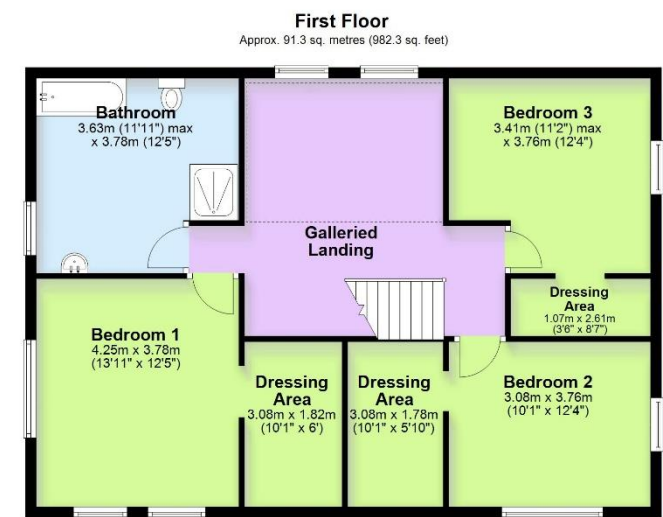 First Floor
Approx. 91.3 sq. metres (982.3 sq. feet)
Bathroom
3.63m (11'11") max
x 3.78m (12'5")
Bedroom 3
3.41m (11'2") max
x 3.76m (12'4")
Galleried
Landing
Dressing
Area
1.07m x 2.61m
(3'6" x 8'7")
Bedroom 1
4.25m x 3.78m
(13'11" x 12'5")
Dressing
Area
3.08m x 1.82m
(10'1" x 6')
Dressing
Area
3.08m x 1.78m
(10'1" x 5'10")
Bedroom 2
3.08m x 3.76m
(10'1" x 12'4")